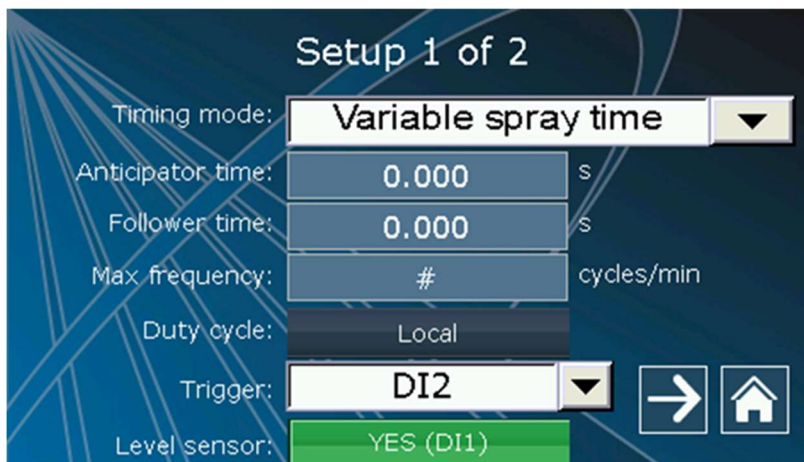 Setup 1 of 2
Timing mode: Variable spray time
Anticipator time: 0.000 s
Follower time: 0.000 s
Max frequency: # cycles/min
Duty cycle: Local
Trigger: DI2
Level sensor: YES (DI1)